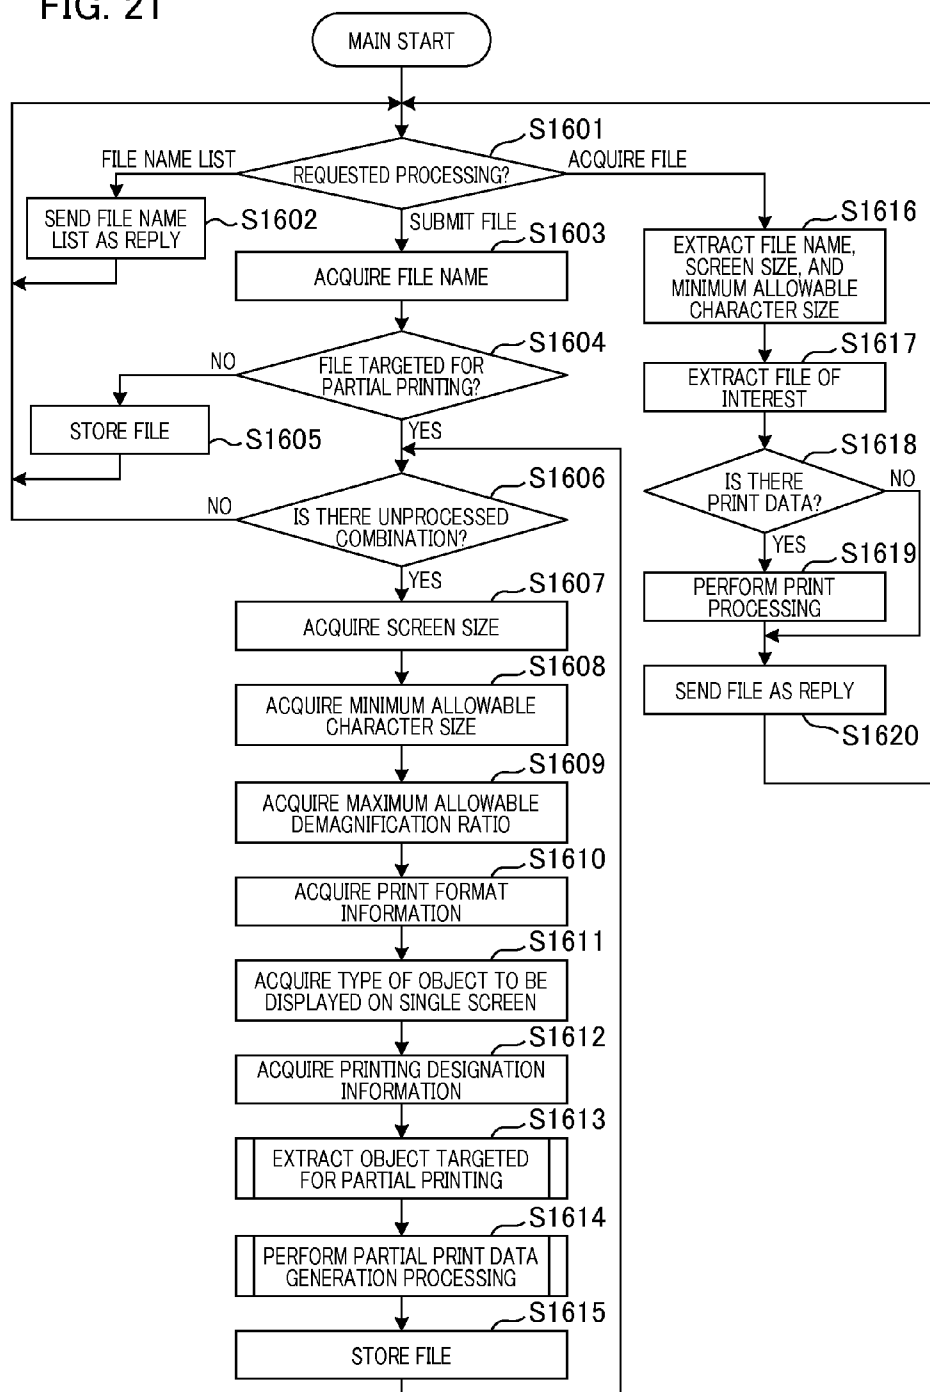 FIG. 21
MAIN START
S1601
FILE NAME LIST
REQUESTED PROCESSING?
ACQUIRE FILE
SEND FILE NAME
LIST AS REPLY
S1602
SUBMIT FILE
S1603
ACQUIRE FILE NAME
S1604
NO
FILE TARGETED FOR
PARTIAL PRINTING?
STORE FILE
S1605
YES
S1606
NO
IS THERE UNPROCESSED
COMBINATION?
YES
S1607
ACQUIRE SCREEN SIZE
S1608
ACQUIRE MINIMUM ALLOWABLE
CHARACTER SIZE
S1609
ACQUIRE MAXIMUM ALLOWABLE
DEMAGNIFICATION RATIO
S1610
ACQUIRE PRINT FORMAT
INFORMATION
S1611
ACQUIRE TYPE OF OBJECT TO BE
DISPLAYED ON SINGLE SCREEN
S1612
ACQUIRE PRINTING DESIGNATION
INFORMATION
S1613
EXTRACT OBJECT TARGETED
FOR PARTIAL PRINTING
S1614
PERFORM PARTIAL PRINT DATA
GENERATION PROCESSING
S1615
STORE FILE
S1616
EXTRACT FILE NAME,
SCREEN SIZE, AND
MINIMUM ALLOWABLE
CHARACTER SIZE
S1617
EXTRACT FILE OF
INTEREST
S1618
IS THERE
PRINT DATA?
NO
YES
S1619
PERFORM PRINT
PROCESSING
SEND FILE AS REPLY
S1620